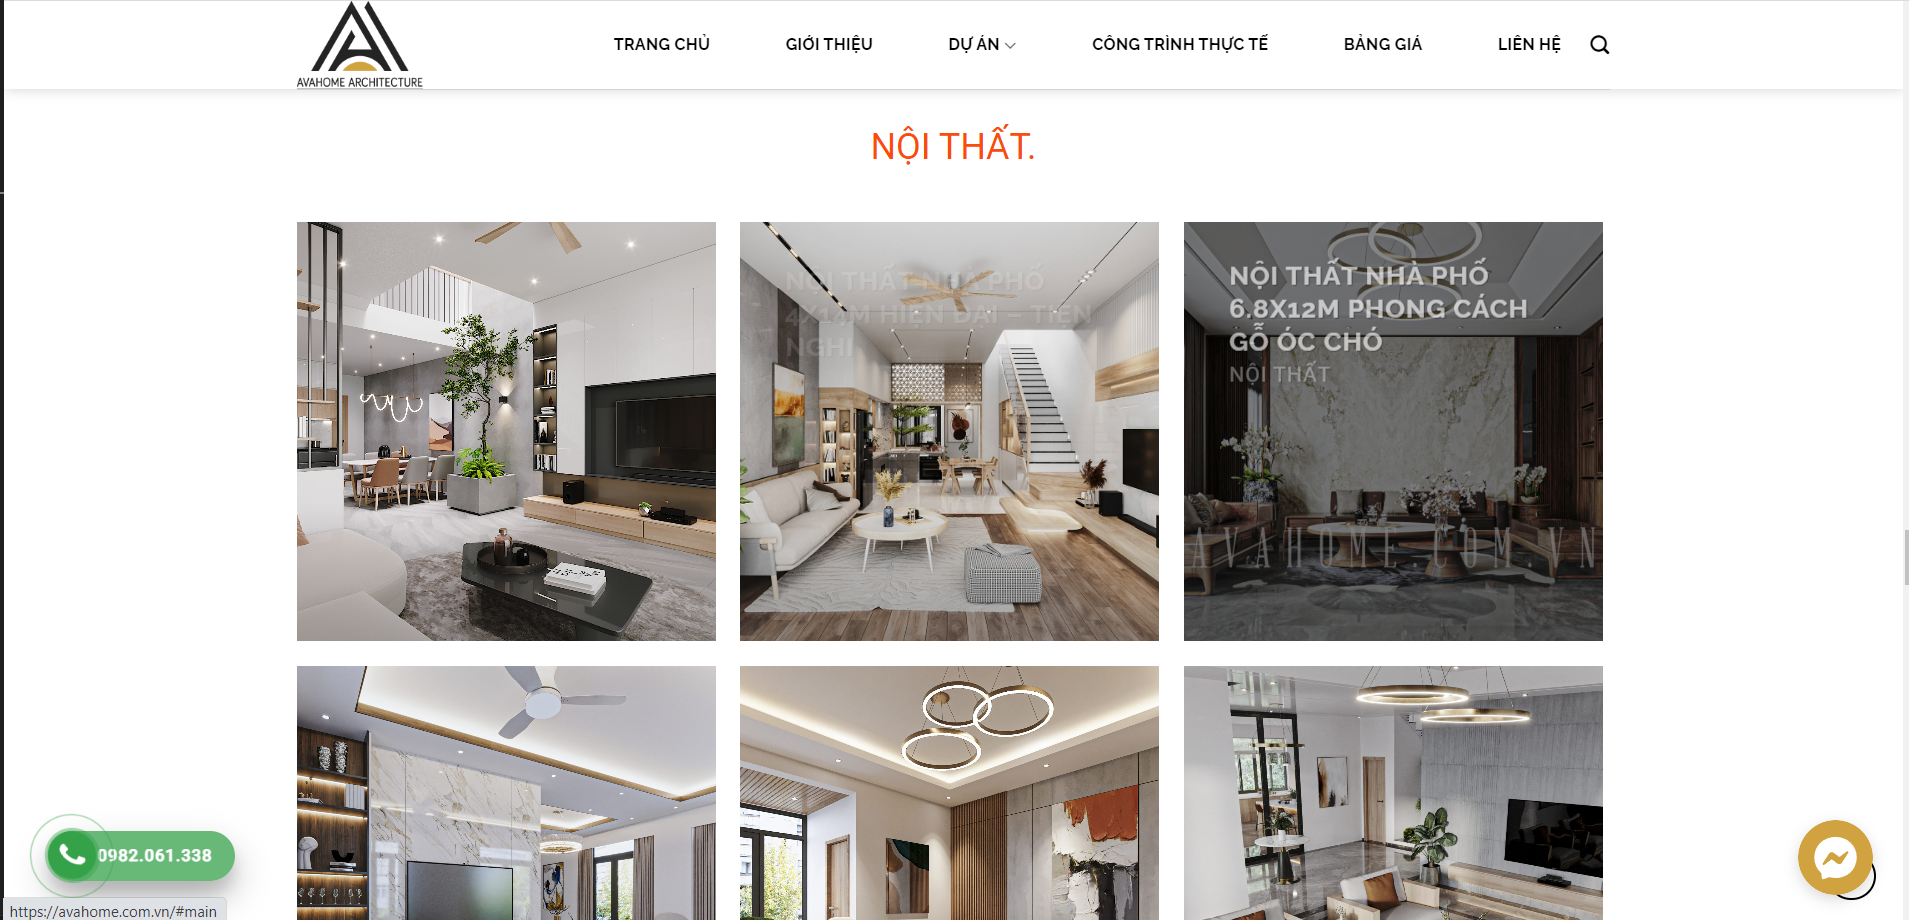 AVAHOME ARCHITECTURE
TRANG CHỦ
GIỚI THIỆU
DỰ ÁN
CÔNG TRÌNH THỰC TẾ
BẢNG GIÁ
LIÊN HỆ
NỘI THẤT.
NỘI THẤT NHÀ PHỐ
4X14M HIỆN ĐẠI – TIỆN
NGHI
NỘI THẤT NHÀ PHỐ
6.8X12M PHONG CÁCH
GỖ ÓC CHÓ
NỘI THẤT
AVAHOME.COM.VN
0982.061.338
https://avahome.com.vn/#main